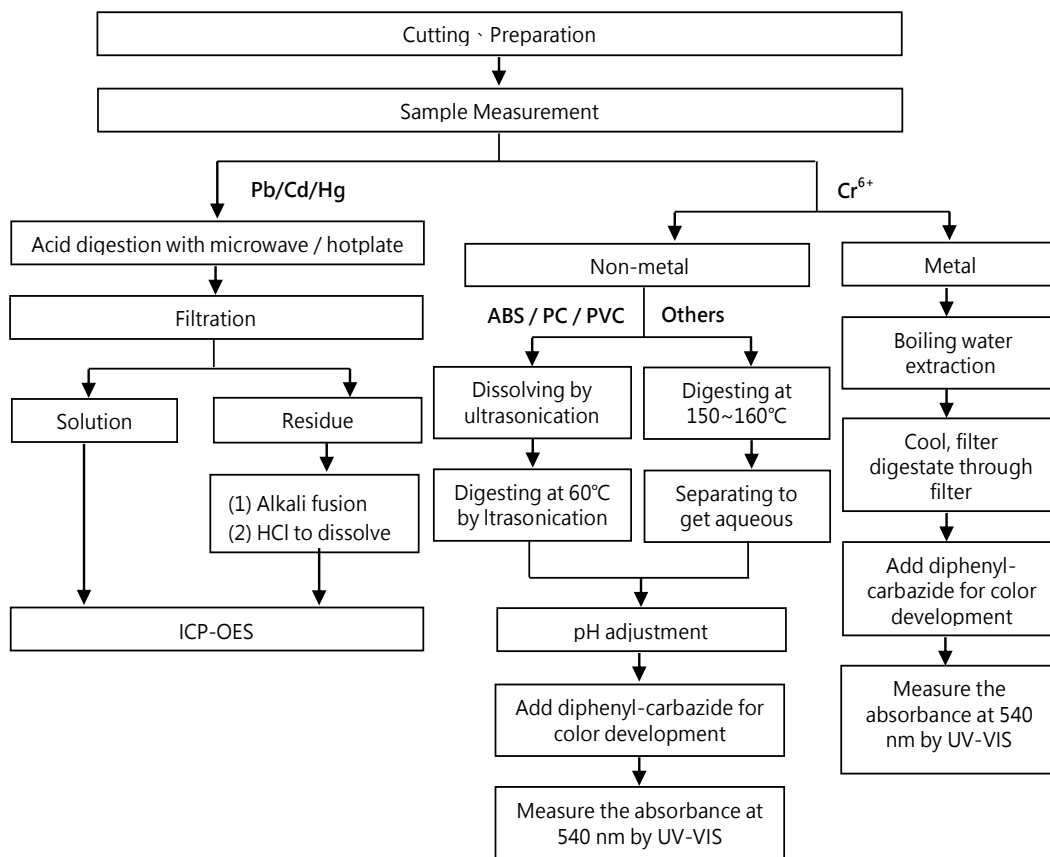 Cutting、Preparation
Sample Measurement
Pb/Cd/Hg
Cr6+
Acid digestion with microwave / hotplate
Non-metal
Metal
Filtration
ABS / PC / PVC
Others
Boiling water
extraction
Solution
Residue
Dissolving by
ultrasonication
Digesting at
150~160℃
Cool, filter
digestate through
filter
(1) Alkali fusion
(2) HCl to dissolve
Digesting at 60℃
by ltrasonication
Separating to
get aqueous
Add diphenyl-
carbazide for color
development
ICP-OES
pH adjustment
Measure the
absorbance at 540
nm by UV-VIS
Add diphenyl-carbazide for
color development
Measure the absorbance at
540 nm by UV-VIS